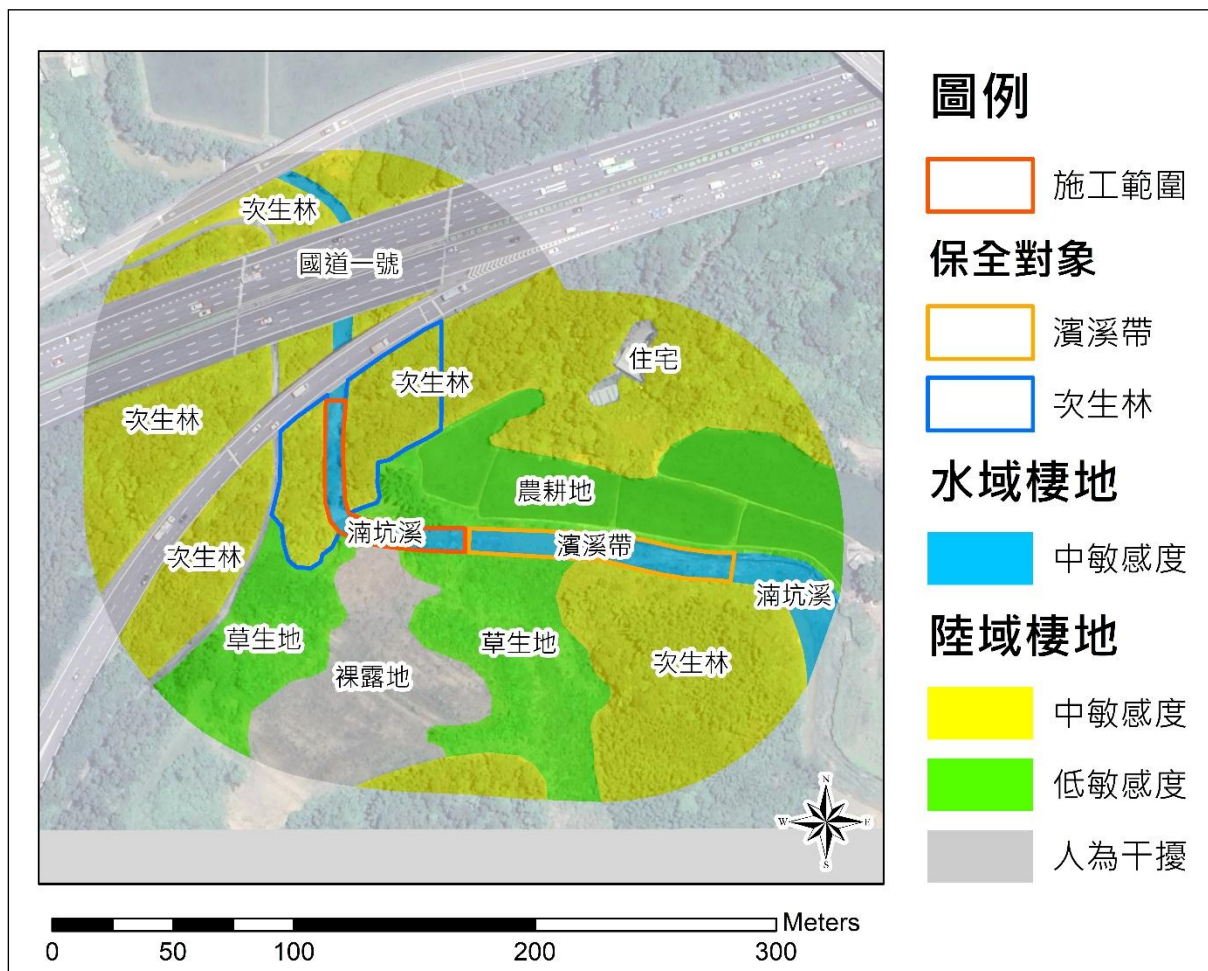 次生林
國道一號
住宅
次生林
次生林
農耕地
湳坑溪
濱溪帶
次生林
湳坑溪
草生地
草生地
次生林
裸露地
N
W
E
S
圖例
施工範圍
保全對象
濱溪帶
次生林
水域棲地
中敏感度
陸域棲地
中敏感度
低敏感度
人為干擾
Meters
0 50 100 200 300